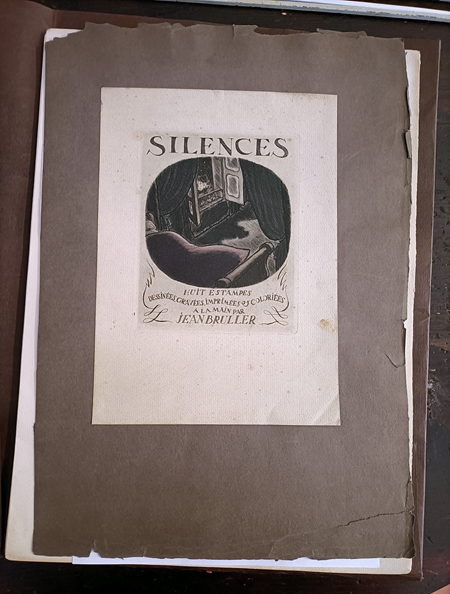 SILENCES
HUIT ESTAMPES
DESSINÉES, GRAVÉES, IMPRIMÉES ET COLORIÉES
A LA MAIN PAR
JEAN BRULLER